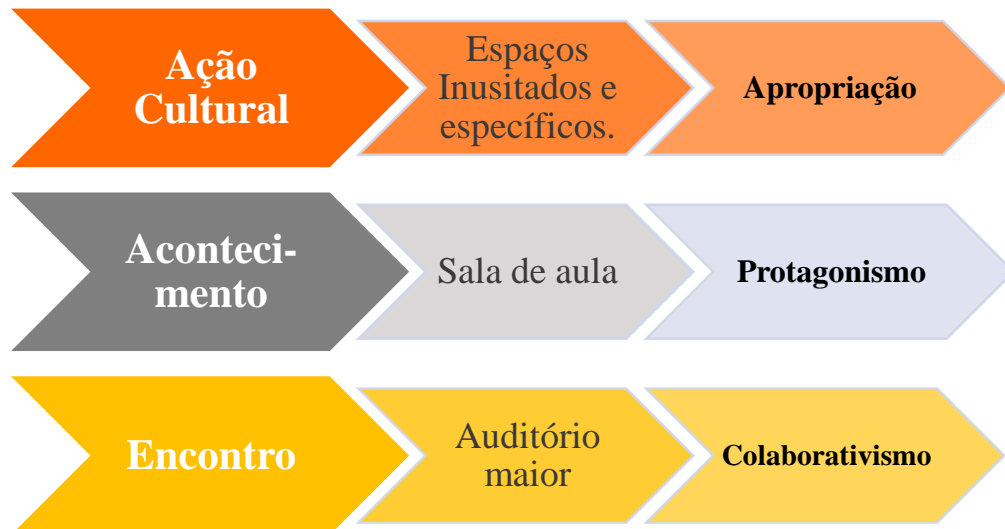 Ação
Cultural
Espaços
Inusitados e
específicos.
Apropriação
Aconteci-
mento
Sala de aula
Protagonismo
Encontro
Auditório
maior
Colaborativismo